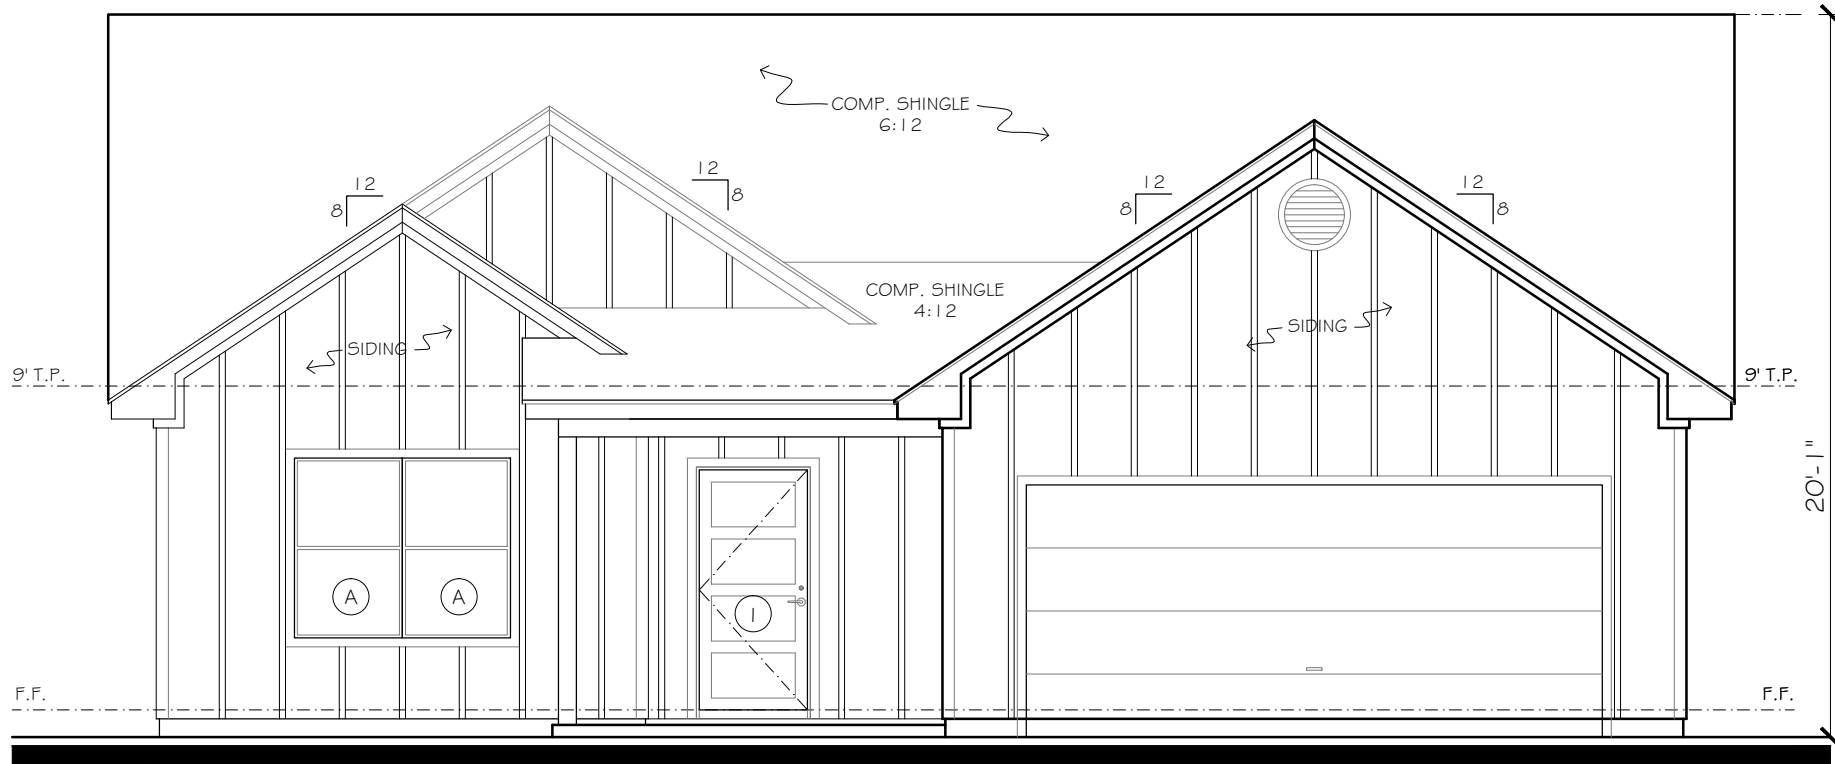 COMP. SHINGLE
6:12
12
8
12
8
12
8
12
8
COMP. SHINGLE
4:12
SIDING
SIDING
9' T.P.
9' T.P.
20'-1"
A
A
1
F.F.
F.F.